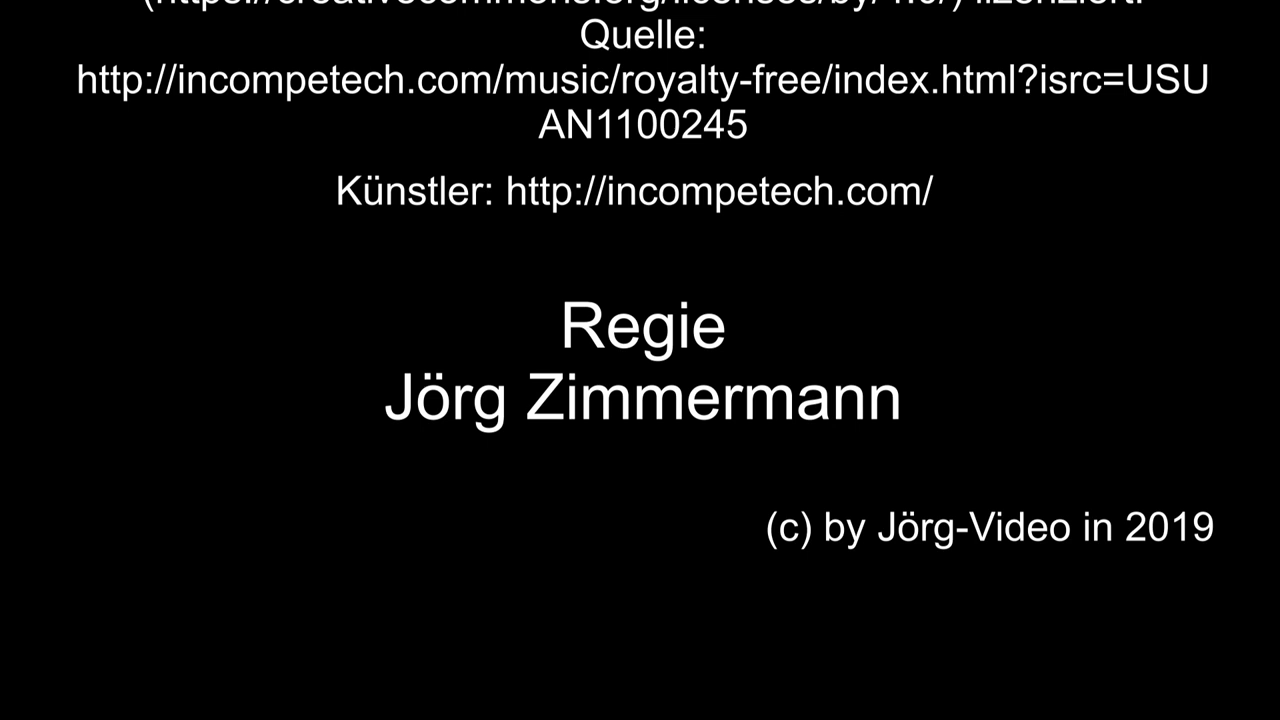 Quelle:
http://incompetech.com/music/royalty-free/index.html?isrc=USU
AN1100245
Künstler: http://incompetech.com/
Regie
Jörg Zimmermann
(c) by Jörg-Video in 2019